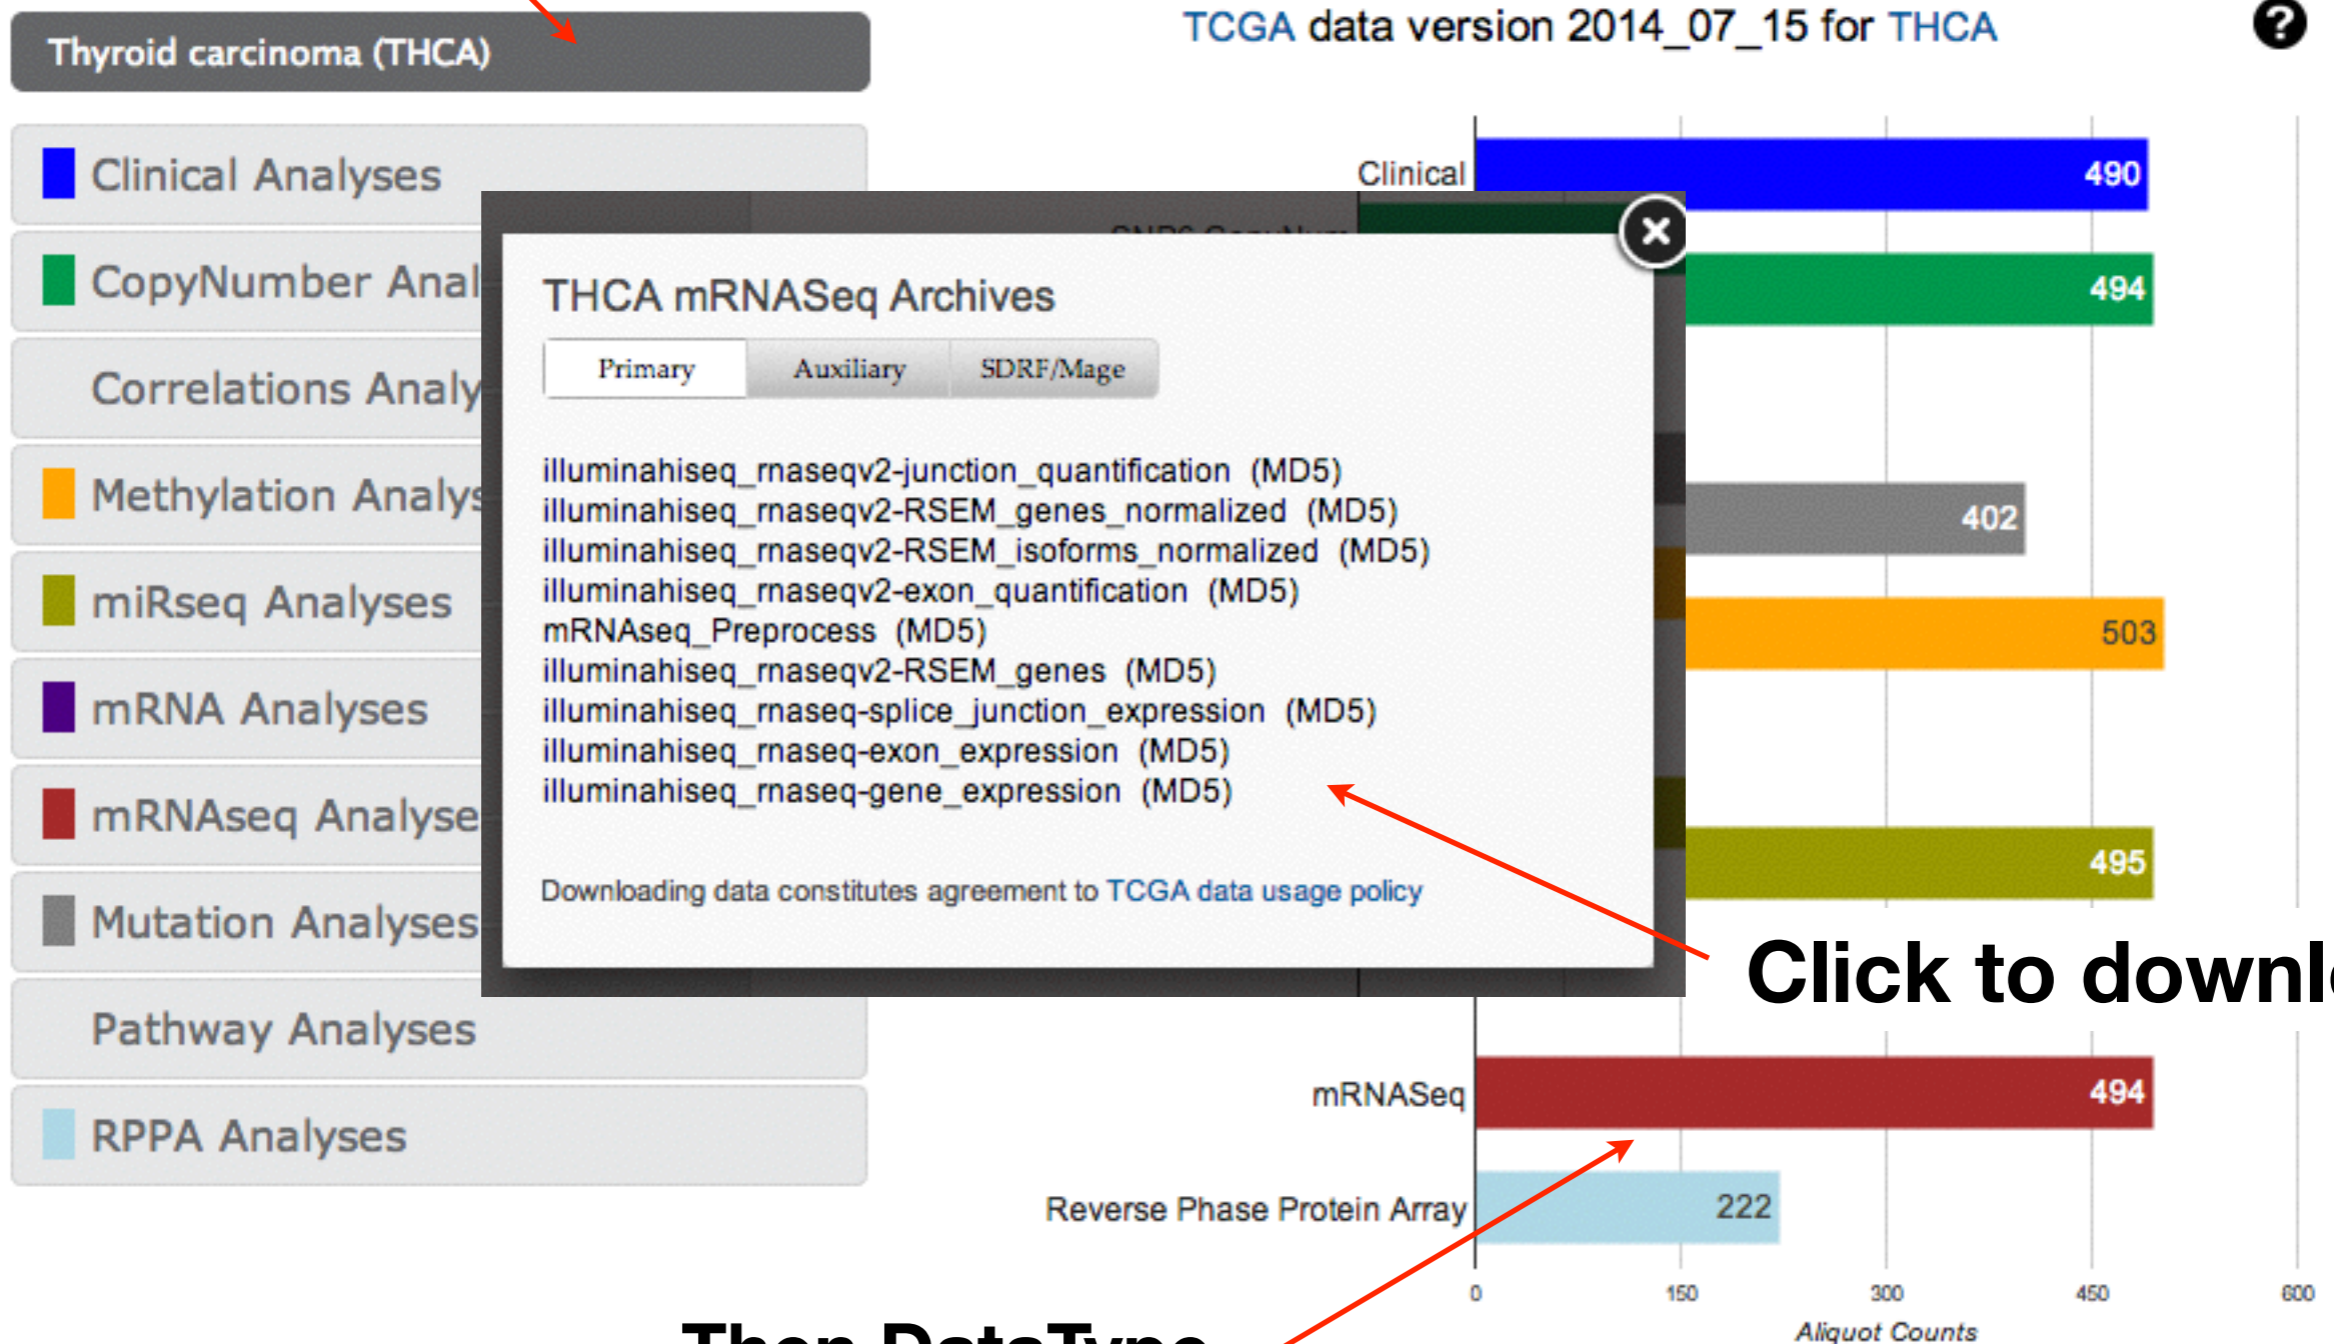 Thyroid carcinoma (THCA)
TCGA data version 2014_07_15 for THCA
?
Clinical Analyses
CopyNumber Anal
Correlations Analy
Methylation Analys
miRseq Analyses
mRNA Analyses
mRNAseq Analyse
Mutation Analyses
Pathway Analyses
RPPA Analyses
Clinical
490
SNP6 CopyNum
494
402
503
495
THCA mRNASeq Archives
Primary
Auxiliary
SDRF/Mage
illuminahiseq_rnaseqv2-junction_quantification (MD5)
illuminahiseq_rnaseqv2-RSEM_genes_normalized (MD5)
illuminahiseq_rnaseqv2-RSEM_isoforms_normalized (MD5)
illuminahiseq_rnaseqv2-exon_quantification (MD5)
mRNAseq_Preprocess (MD5)
illuminahiseq_rnaseqv2-RSEM_genes (MD5)
illuminahiseq_rnaseq-splice_junction_expression (MD5)
illuminahiseq_rnaseq-exon_expression (MD5)
illuminahiseq_rnaseq-gene_expression (MD5)
Downloading data constitutes agreement to TCGA data usage policy
Click to downl
mRNASeq
494
Reverse Phase Protein Array
222
0 150 300 450 600
Aliquot Counts
Then DataType